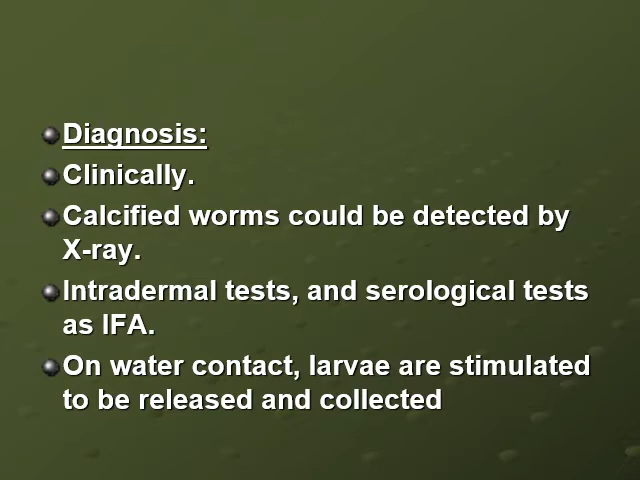 Diagnosis:
Clinically.
Calcified worms could be detected by
X-ray.
Intradermal tests, and serological tests
as IFA.
On water contact, larvae are stimulated
to be released and collected